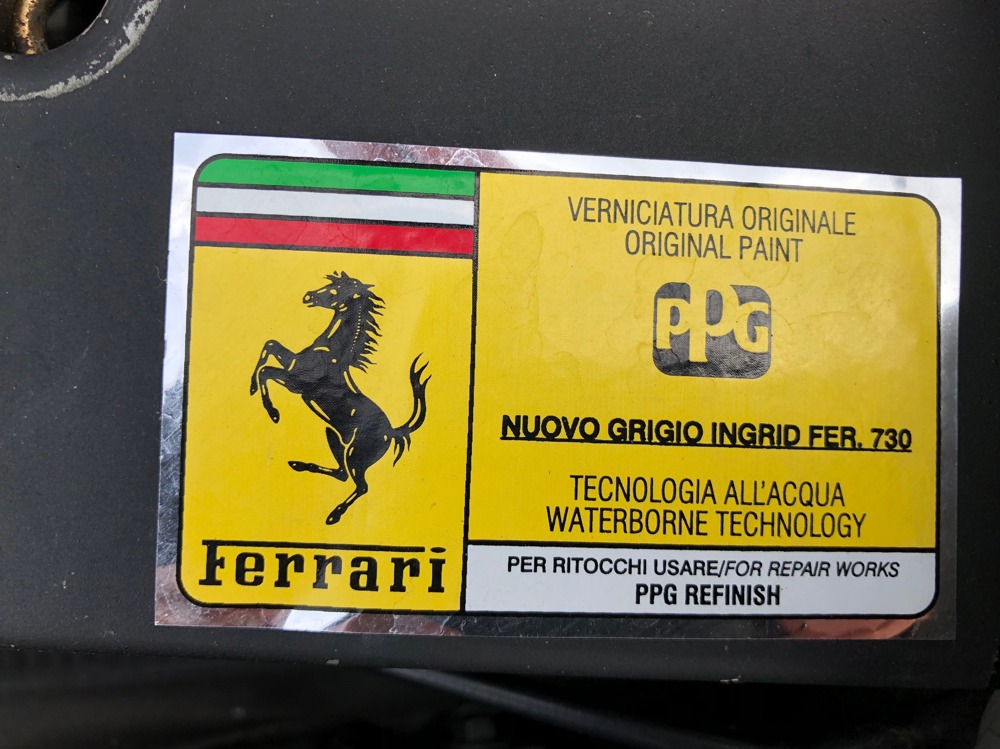 Ferrari
VERNICIATURA ORIGINALE
ORIGINAL PAINT
PPG
NUOVO GRIGIO INGRID FER. 730
TECNOLOGIA ALL'ACQUA
WATERBORNE TECHNOLOGY
PER RITOCCHI USARE/FOR REPAIR WORKS
PPG REFINISH